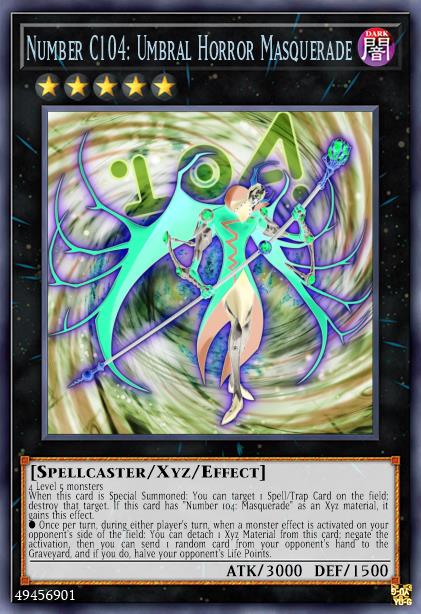 Number C104: Umbral Horror Masquerade
DARK
闇
104
[Spellcaster/Xyz/Effect]
4 Level 5 monsters
When this card is Special Summoned: You can target 1 Spell/Trap Card on the field;
destroy that target. If this card has "Number 104: Masquerade" as an Xyz material, it
gains this effect.
● Once per turn, during either player's turn, when a monster effect is activated on
your opponent's side of the field: You can detach 1 Xyz Material from this card; negate the
activation, then you can send 1 random card from your opponent's hand to the
Graveyard, and if you do, halve your opponent's Life Points.
ATK/3000 DEF/1500
49456901